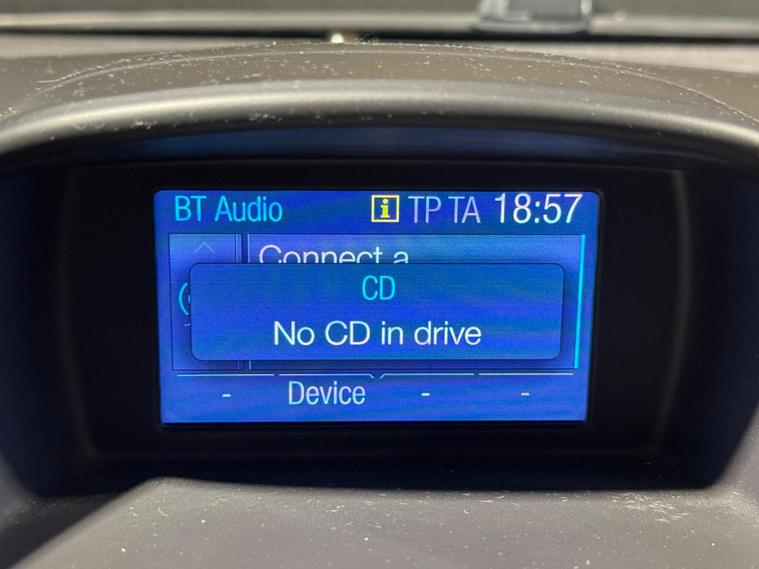 BT Audio i TP TA 18:57
Connect a
CD
No CD in drive
- Device - -